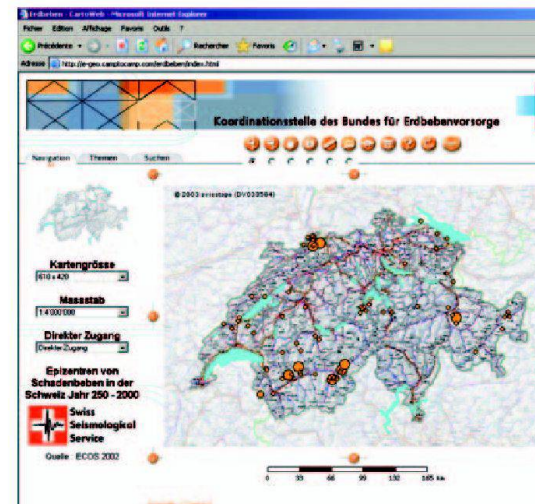 Erdbeben - CartoWeb - Microsoft Internet Explorer
Fichier Edition Affichage Favoris Outils ?
Précédente Rechercher Favoris
Adresse http://e-geo.camptocamp.com/erdbeben/index.html
Koordinationsstelle des Bundes für Erdbebenvorsorge
Navigation Themen Suchen
© 2003 swisstopo (DV033584)
Kartengrösse
610 x 420
Massstab
1:4'000'000
Direkter Zugang
Direkter Zugang
Epizentren von
Schadenbeben in der
Schweiz Jahr 250 - 2000
Swiss
Seismological
Service
Quelle : ECOS 2002
0 33 66 99 132 165 km